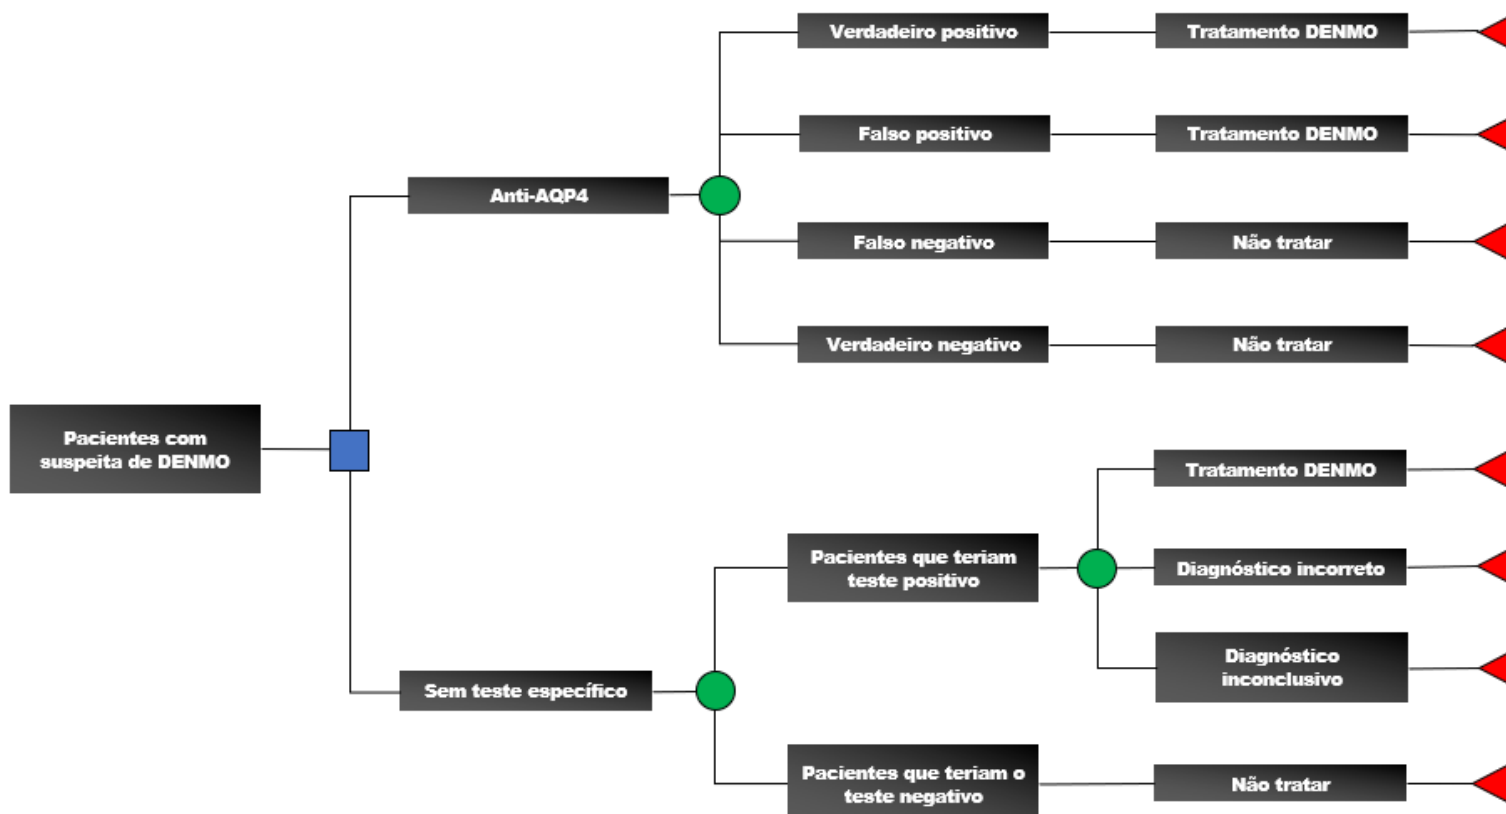 Verdadeiro positivo
Tratamento DENMO
Falso positivo
Tratamento DENMO
Anti-AQP4
Falso negativo
Não tratar
Verdadeiro negativo
Não tratar
Pacientes com
suspeita de DENMO
Tratamento DENMO
Pacientes que teriam
teste positivo
Diagnóstico incorreto
Diagnóstico
inconclusivo
Sem teste específico
Pacientes que teriam o
teste negativo
Não tratar